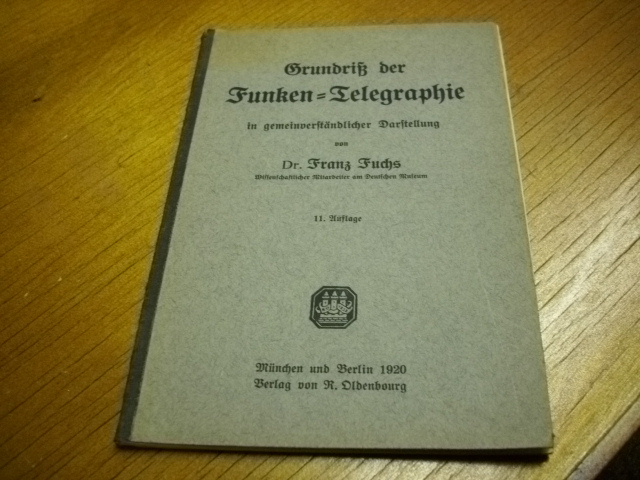 Grundriß der
Funken-Telegraphie
in gemeinverständlicher Darstellung
von
Dr. Franz Fuchs
Wissenschaftlicher Mitarbeiter am Deutschen Museum
11. Auflage
München und Berlin 1920
Verlag von R. Oldenbourg